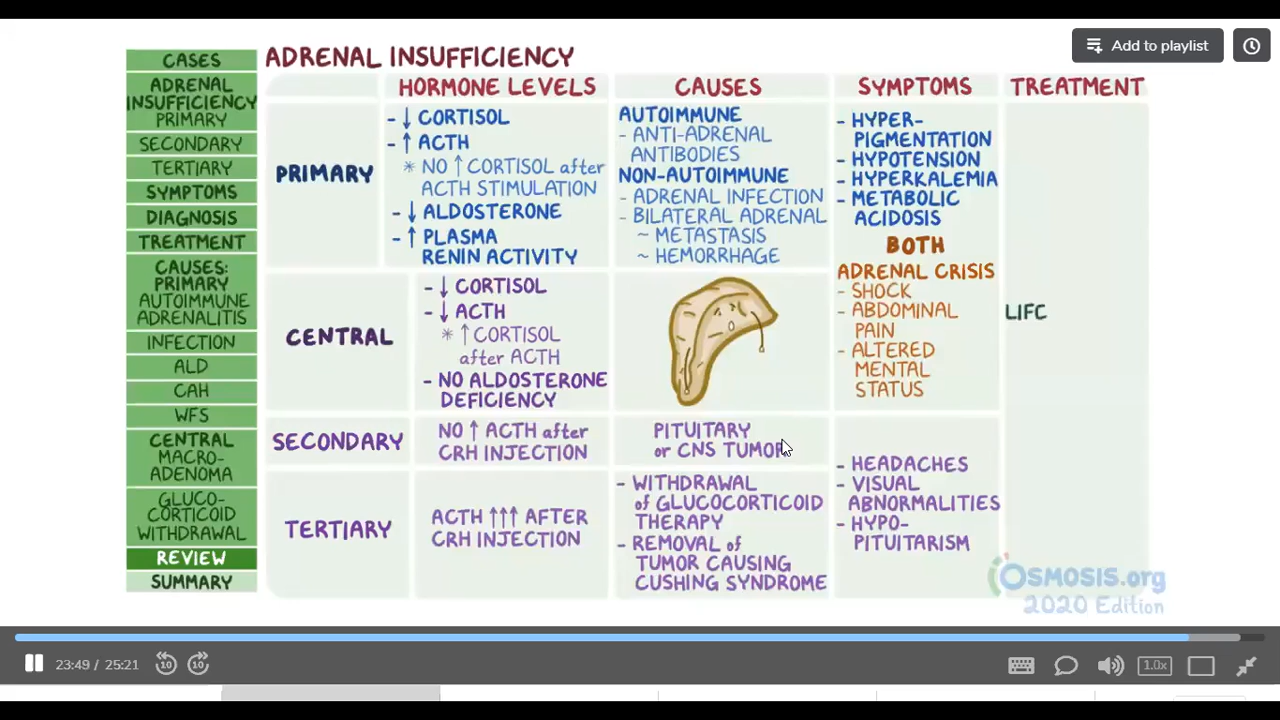 Add to playlist
CASES
ADRENAL
INSUFFICIENCY
PRIMARY
SECONDARY
TERTIARY
SYMPTOMS
DIAGNOSIS
TREATMENT
CAUSES:
PRIMARY
AUTOIMMUNE
ADRENALITIS
INFECTION
ALD
CAH
WFS
CENTRAL
MACRO-
ADENOMA
GLUCO-
CORTICOID
WITHDRAWAL
REVIEW
SUMMARY
ADRENAL INSUFFICIENCY
HORMONE LEVELS
CAUSES
SYMPTOMS
TREATMENT
PRIMARY
- ↓ CORTISOL
- ↑ ACTH
* NO ↑ CORTISOL after
ACTH STIMULATION
- ↓ ALDOSTERONE
- ↑ PLASMA
RENIN ACTIVITY
AUTOIMMUNE
- ANTI-ADRENAL
ANTIBODIES
NON-AUTOIMMUNE
- ADRENAL INFECTION
- BILATERAL ADRENAL
~ METASTASIS
~ HEMORRHAGE
- HYPER-
PIGMENTATION
- HYPOTENSION
- HYPERKALEMIA
- METABOLIC
ACIDOSIS
BOTH
ADRENAL CRISIS
- SHOCK
- ABDOMINAL
PAIN
- ALTERED
MENTAL
STATUS
LIFC
CENTRAL
- ↓ CORTISOL
- ↓ ACTH
* ↑ CORTISOL
after ACTH
- NO ALDOSTERONE
DEFICIENCY
SECONDARY
NO ↑ ACTH after
CRH INJECTION
PITUITARY
or CNS TUMOR
TERTIARY
ACTH ↑↑↑ AFTER
CRH INJECTION
- WITHDRAWAL
of GLUCOCORTICOID
THERAPY
- REMOVAL of
TUMOR CAUSING
CUSHING SYNDROME
- HEADACHES
- VISUAL
ABNORMALITIES
- HYPO-
PITUITARISM
OSMOSIS.org
2020 Edition
23:49 / 25:21
10
10
1.0x